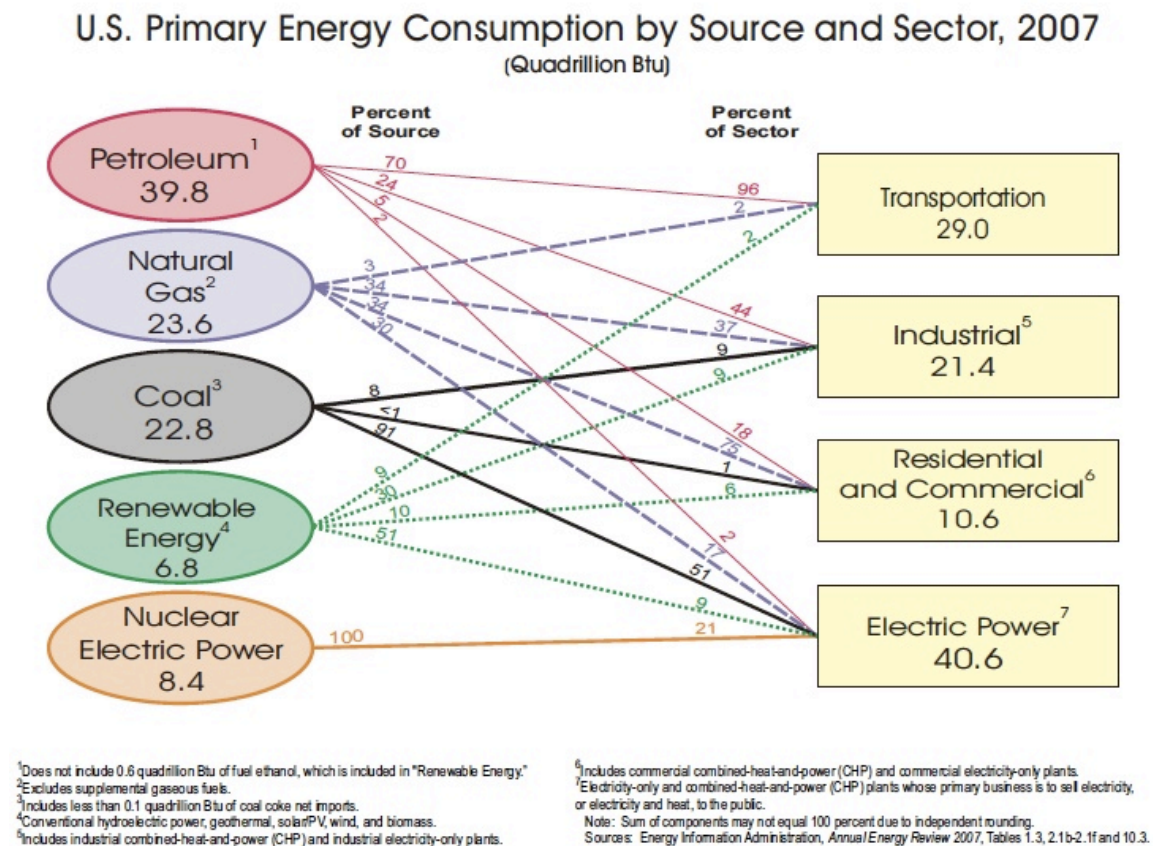 U.S. Primary Energy Consumption by Source and Sector, 2007
(Quadrillion Btu)
Percent
of Source
Percent
of Sector
Petroleum1
39.8
Natural
Gas2
23.6
Coal3
22.8
Renewable
Energy4
6.8
Nuclear
Electric Power
8.4
70
24
5
2
3
34
34
30
8
<1
91
9
30
10
51
100
96
2
2
44
37
9
9
18
75
1
6
2
17
51
9
21
Transportation
29.0
Industrial5
21.4
Residential
and Commercial6
10.6
Electric Power7
40.6
1Does not include 0.6 quadrillion Btu of fuel ethanol, which is included in "Renewable Energy."
2Excludes supplemental gaseous fuels.
3Includes less than 0.1 quadrillion Btu of coal coke net imports.
4Conventional hydroelectric power, geothermal, solar/PV, wind, and biomass.
5Includes industrial combined-heat-and-power (CHP) and industrial electricity-only plants.
6Includes commercial combined-heat-and-power (CHP) and commercial electricity-only plants.
7Electricity-only and combined-heat-and-power (CHP) plants whose primary business is to sell electricity,
or electricity and heat, to the public.
Note: Sum of components may not equal 100 percent due to independent rounding.
Sources: Energy Information Administration, Annual Energy Review 2007, Tables 1.3, 2.1b-2.1f and 10.3.